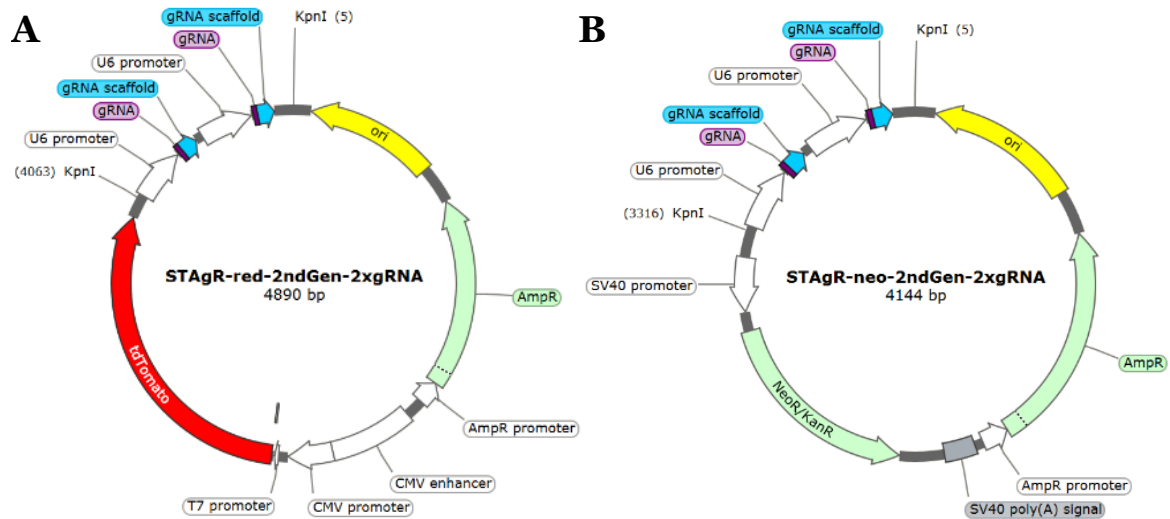 A
gRNA scaffold
KpnI (5)
gRNA
U6 promoter
gRNA scaffold
gRNA
U6 promoter
(4063) KpnI
ori
STAgR-red-2ndGen-2xgRNA
4890 bp
AmpR
tdTomato
AmpR promoter
CMV enhancer
T7 promoter
CMV promoter
B
gRNA scaffold
KpnI (5)
gRNA
U6 promoter
gRNA scaffold
gRNA
U6 promoter
(3316) KpnI
ori
STAgR-neo-2ndGen-2xgRNA
4144 bp
SV40 promoter
AmpR
NeoR/KanR
AmpR promoter
SV40 poly(A) signal